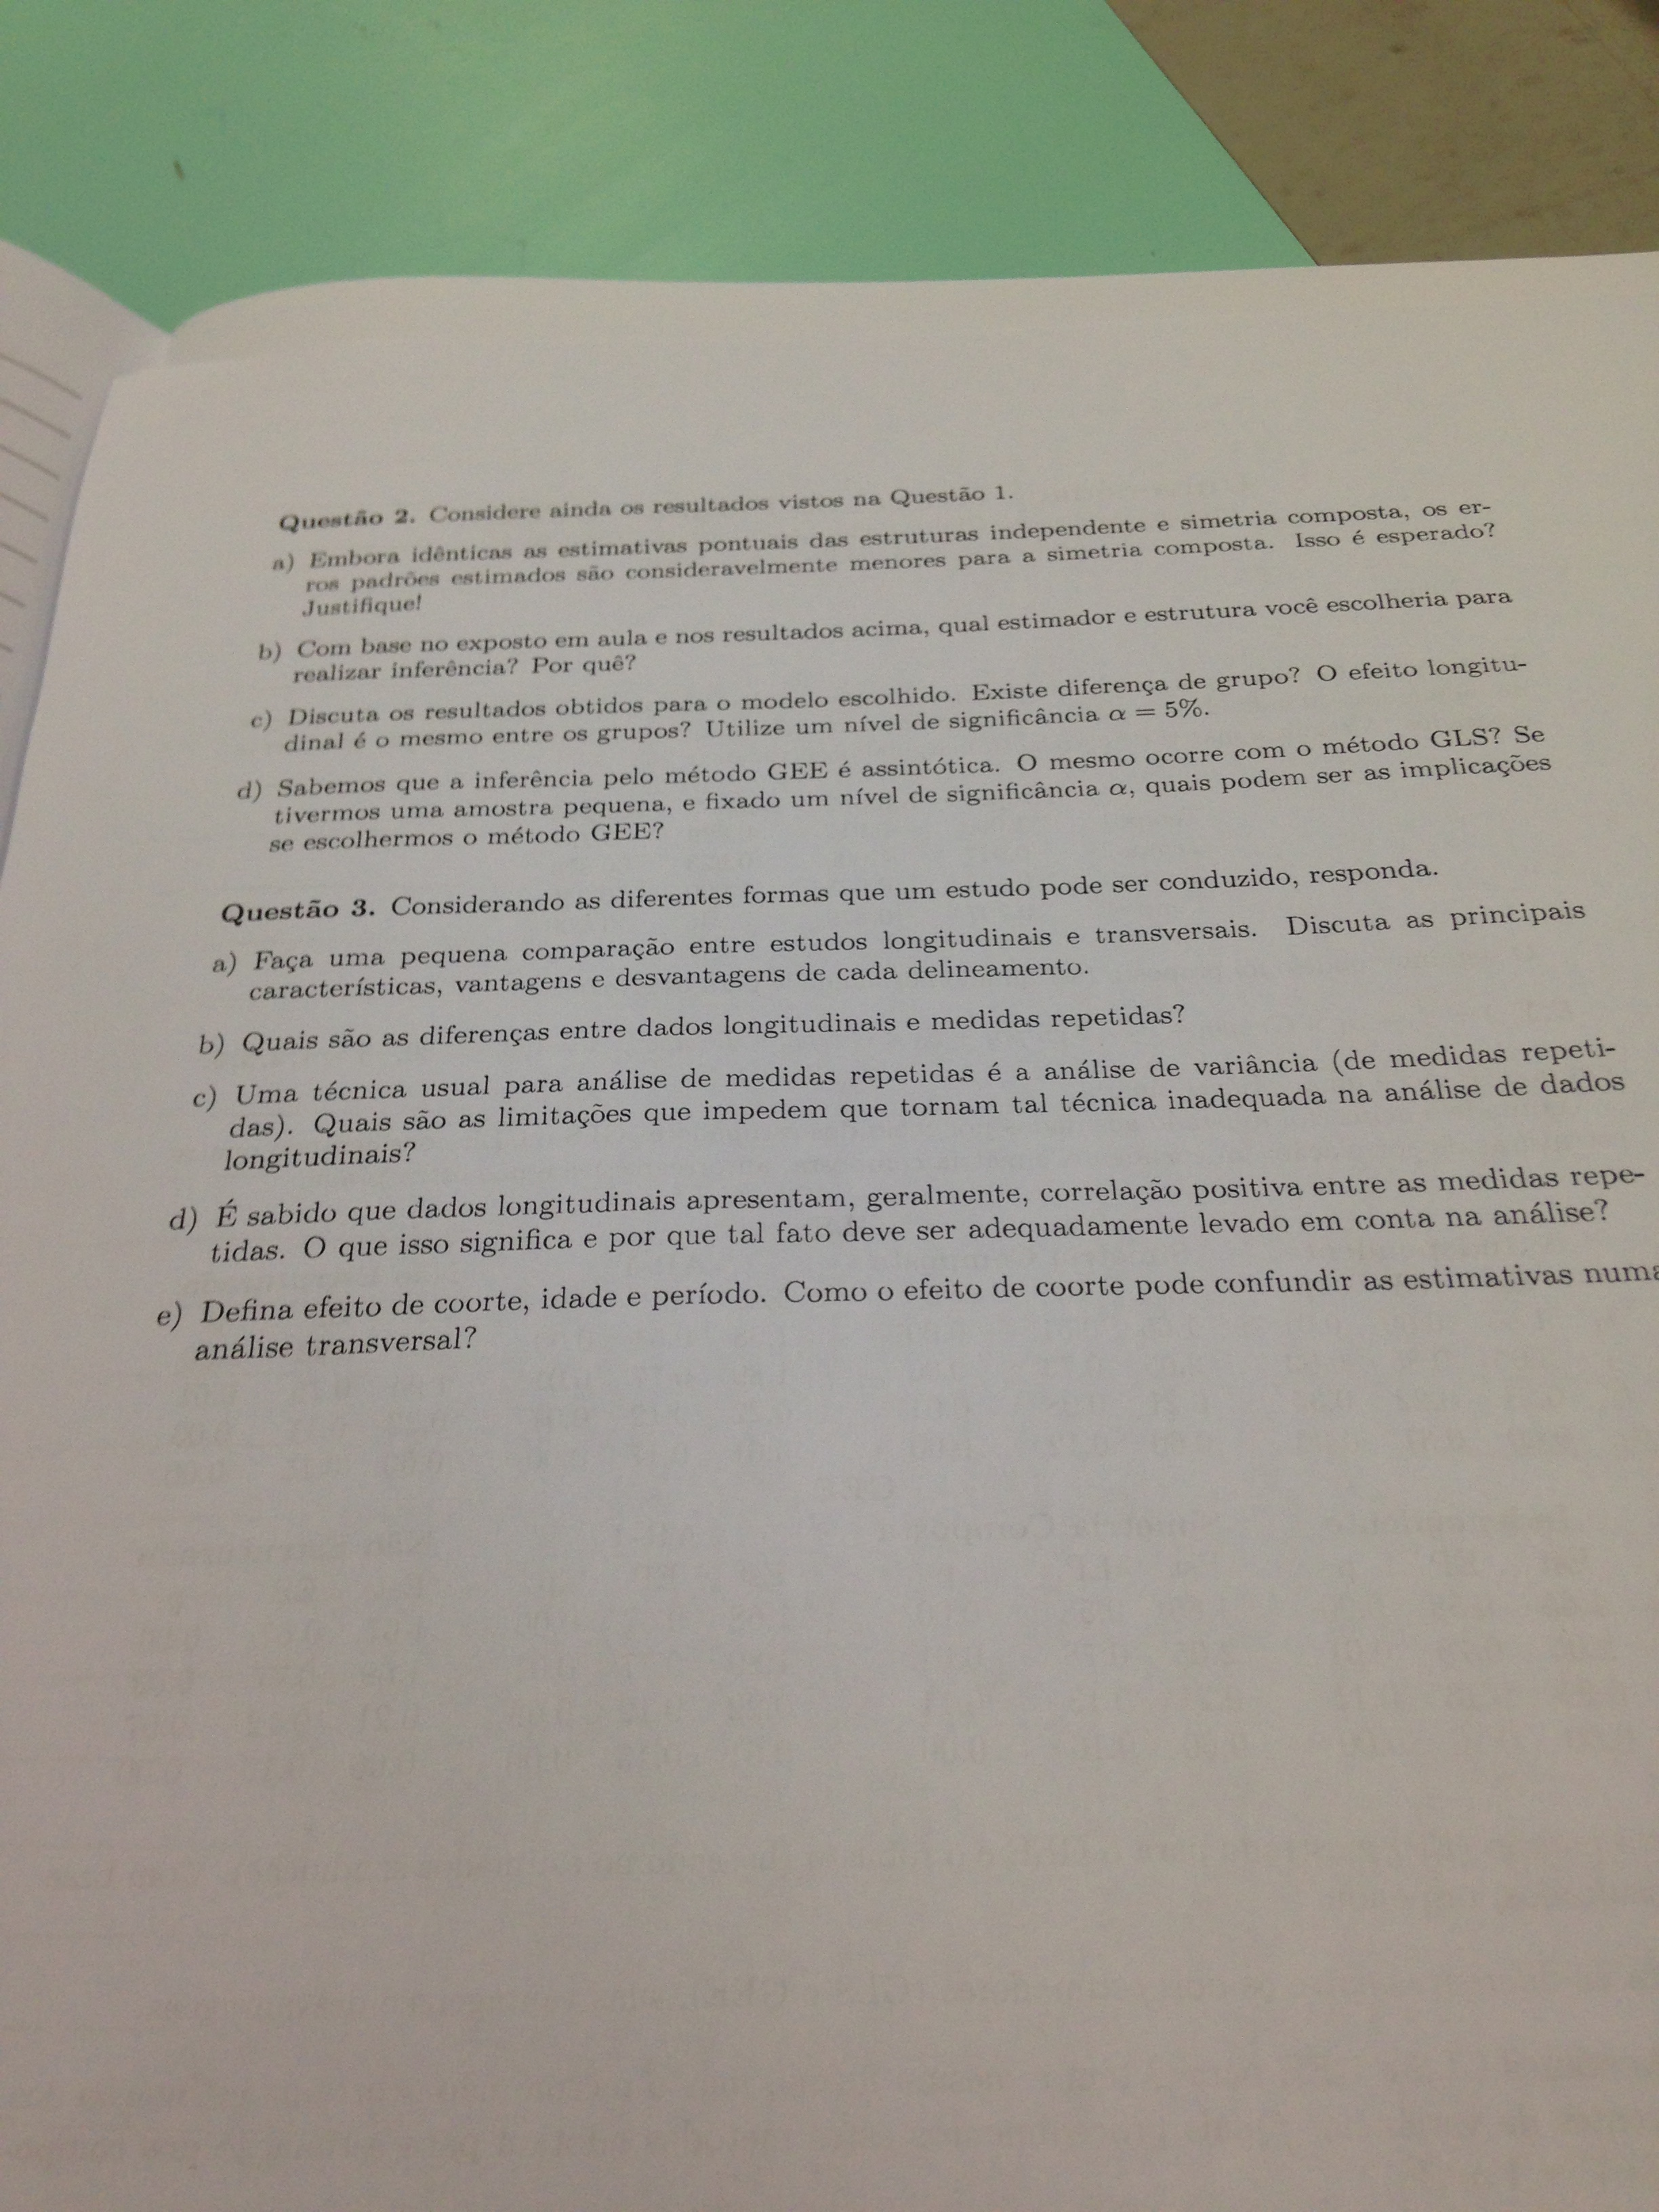 Questão 2. Considere ainda os resultados vistos na Questão 1.
a) Embora idênticas as estimativas pontuais das estruturas independente e simetria composta, os er-
ros padrões estimados são consideravelmente menores para a simetria composta. Isso é esperado?
Justifique!
b) Com base no exposto em aula e nos resultados acima, qual estimador e estrutura você escolheria para
realizar inferência? Por quê?
c) Discuta os resultados obtidos para o modelo escolhido. Existe diferença de grupo? O efeito longitu-
dinal é o mesmo entre os grupos? Utilize um nível de significância α = 5%.
d) Sabemos que a inferência pelo método GEE é assintótica. O mesmo ocorre com o método GLS? Se
tivermos uma amostra pequena, e fixado um nível de significância α, quais podem ser as implicações
se escolhermos o método GEE?
Questão 3. Considerando as diferentes formas que um estudo pode ser conduzido, responda.
a) Faça uma pequena comparação entre estudos longitudinais e transversais. Discuta as principais
características, vantagens e desvantagens de cada delineamento.
b) Quais são as diferenças entre dados longitudinais e medidas repetidas?
c) Uma técnica usual para análise de medidas repetidas é a análise de variância (de medidas repeti-
das). Quais são as limitações que impedem que tornam tal técnica inadequada na análise de dados
longitudinais?
d) É sabido que dados longitudinais apresentam, geralmente, correlação positiva entre as medidas repe-
tidas. O que isso significa e por que tal fato deve ser adequadamente levado em conta na análise?
e) Defina efeito de coorte, idade e período. Como o efeito de coorte pode confundir as estimativas numa
análise transversal?